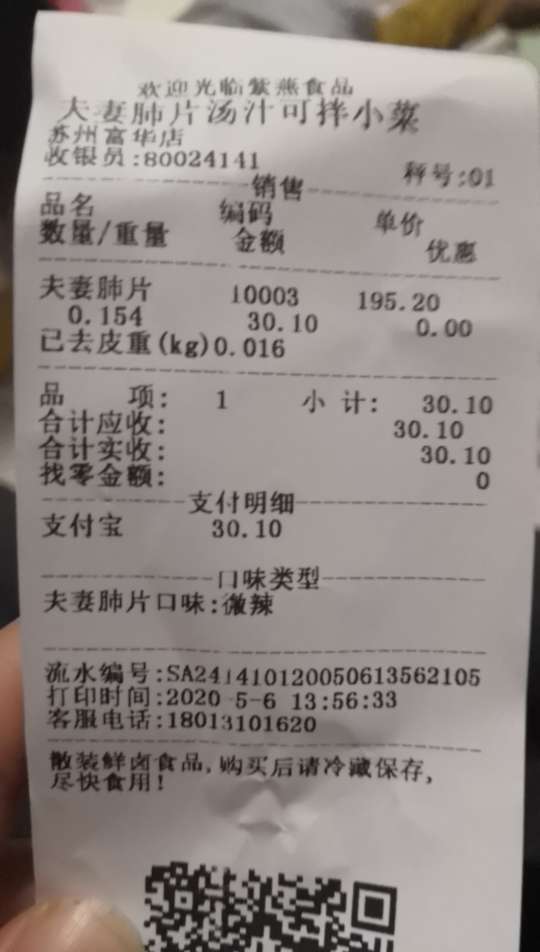 欢迎光临紫燕食品
夫妻肺片汤汁可拌小菜
苏州富华店
收银员:80024141 秤号:01
销售
品名 编码 单价
数量/重量 金额 优惠
夫妻肺片 10003 195.20
0.154 30.10 0.00
已去皮重(kg)0.016
品 项: 1 小 计: 30.10
合计应收: 30.10
合计实收: 30.10
找零金额: 0
支付明细
支付宝 30.10
口味类型
夫妻肺片口味:微辣
流水编号:SA241410120050613562105
打印时间:2020-5-6 13:56:33
客服电话:18013101620
散装鲜卤食品,购买后请冷藏保存,
尽快食用!